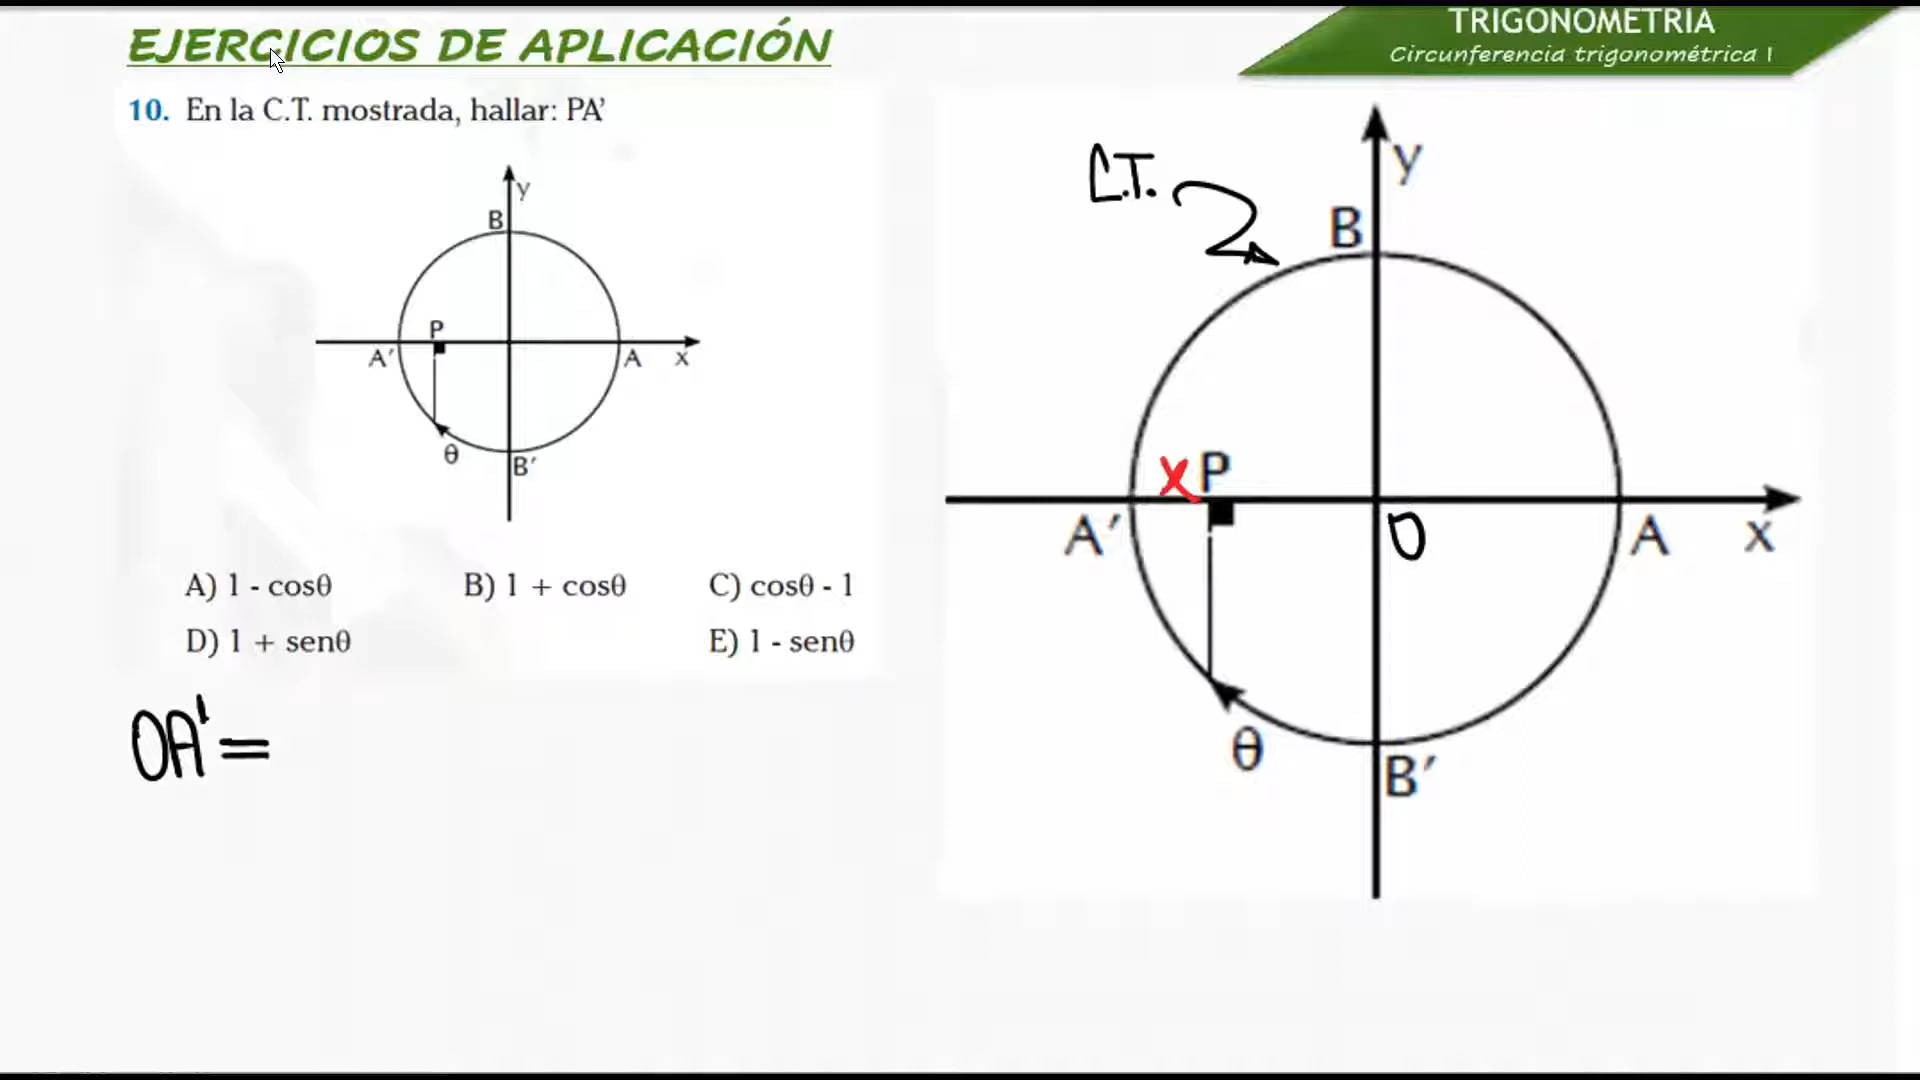 EJERCICIOS DE APLICACIÓN
TRIGONOMETRIA
Circunferencia trigonométrica I
10. En la C.T. mostrada, hallar: PA’
y
B
P
A′
A
x
θ
B′
A) 1 - cosθ
B) 1 + cosθ
C) cosθ - 1
D) 1 + senθ
E) 1 - senθ
OA' =
C.T.
y
B
x P
A′
O
A
x
θ
B′